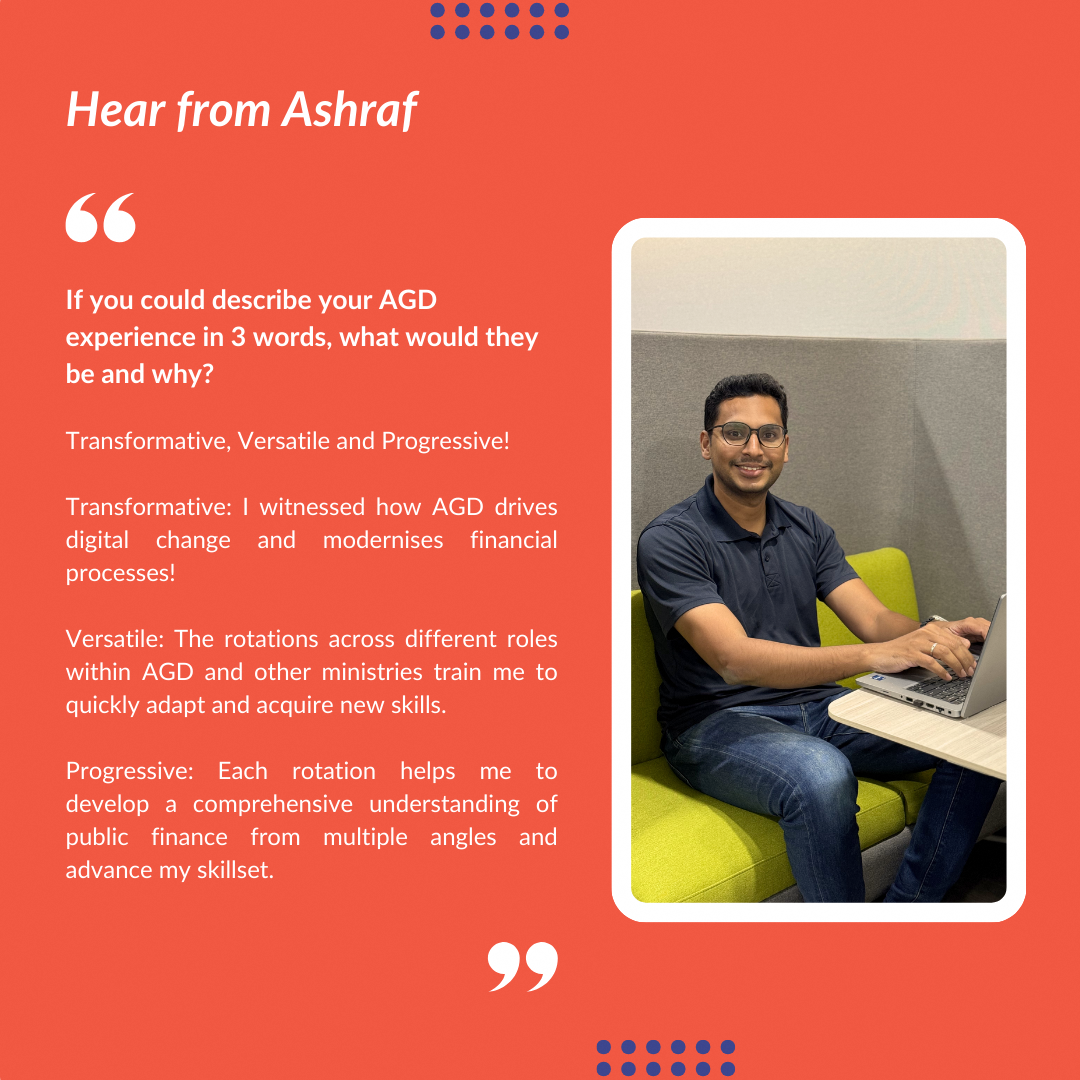 Hear from Ashraf
“
If you could describe your AGD
experience in 3 words, what would they
be and why?
Transformative, Versatile and Progressive!
Transformative: I witnessed how AGD drives
digital change and modernises financial
processes!
Versatile: The rotations across different roles
within AGD and other ministries train me to
quickly adapt and acquire new skills.
Progressive: Each rotation helps me to
develop a comprehensive understanding of
public finance from multiple angles and
advance my skillset.
”